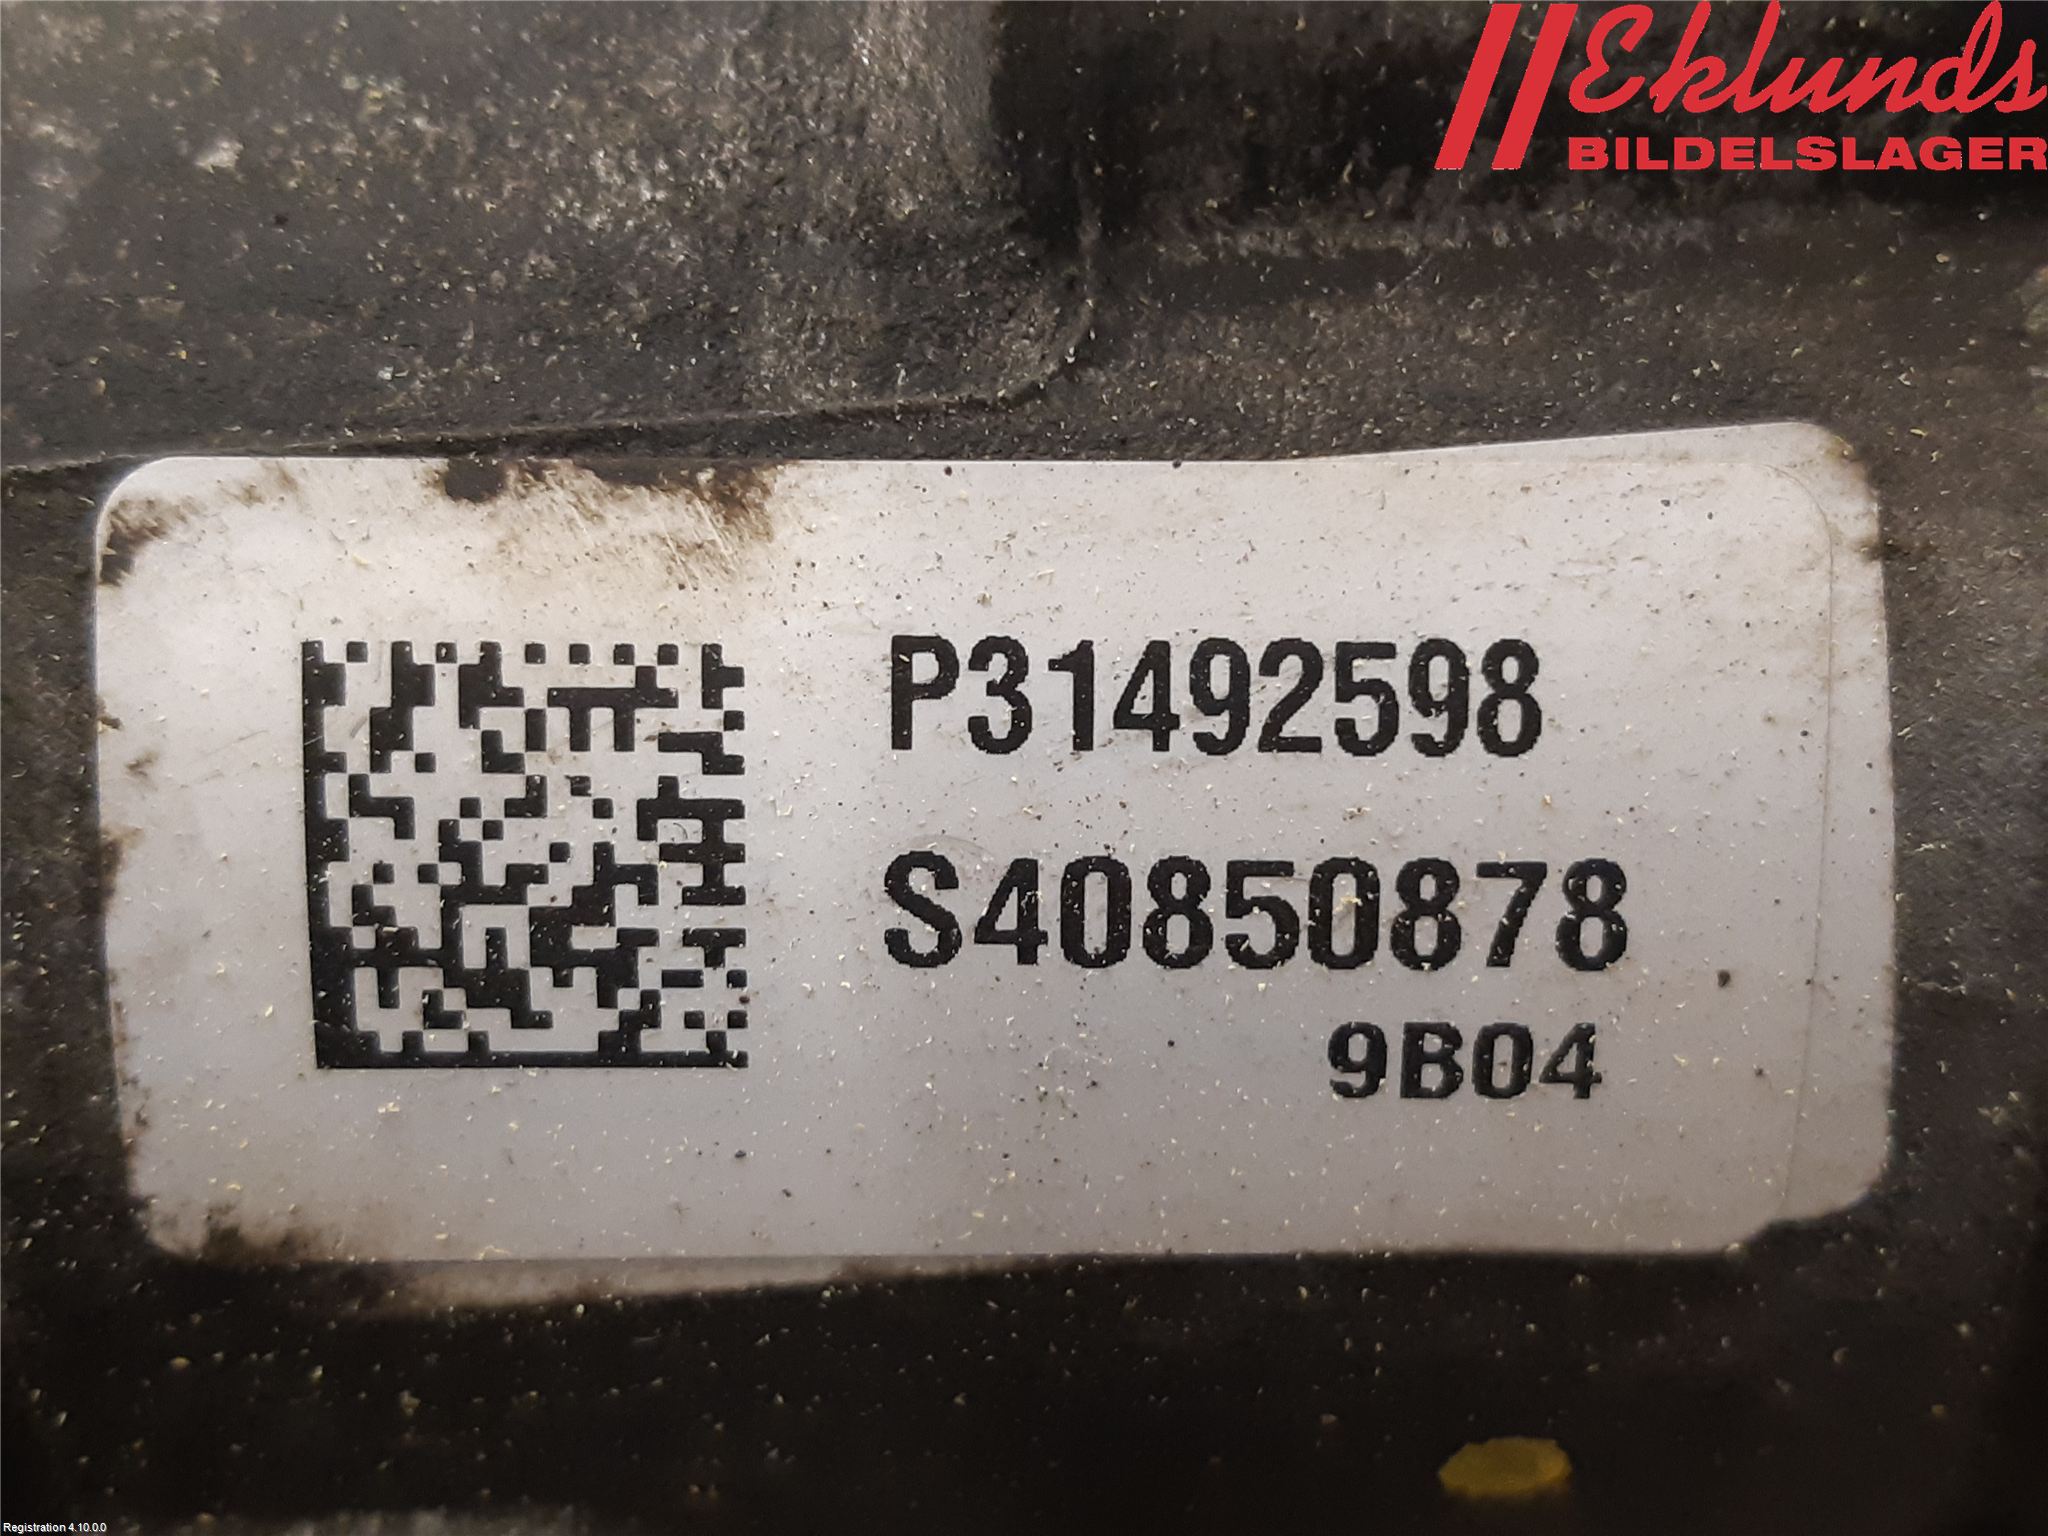 Eklunds
BILDELSLAGER
P31492598
S40850878
9B04
Registration 4.10.0.0